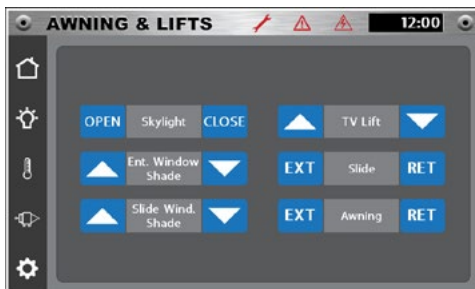 AWNING & LIFTS 12:00
OPEN Skylight CLOSE
TV Lift
Ent. Window
Shade
EXT Slide RET
Slide Wind.
Shade
EXT Awning RET